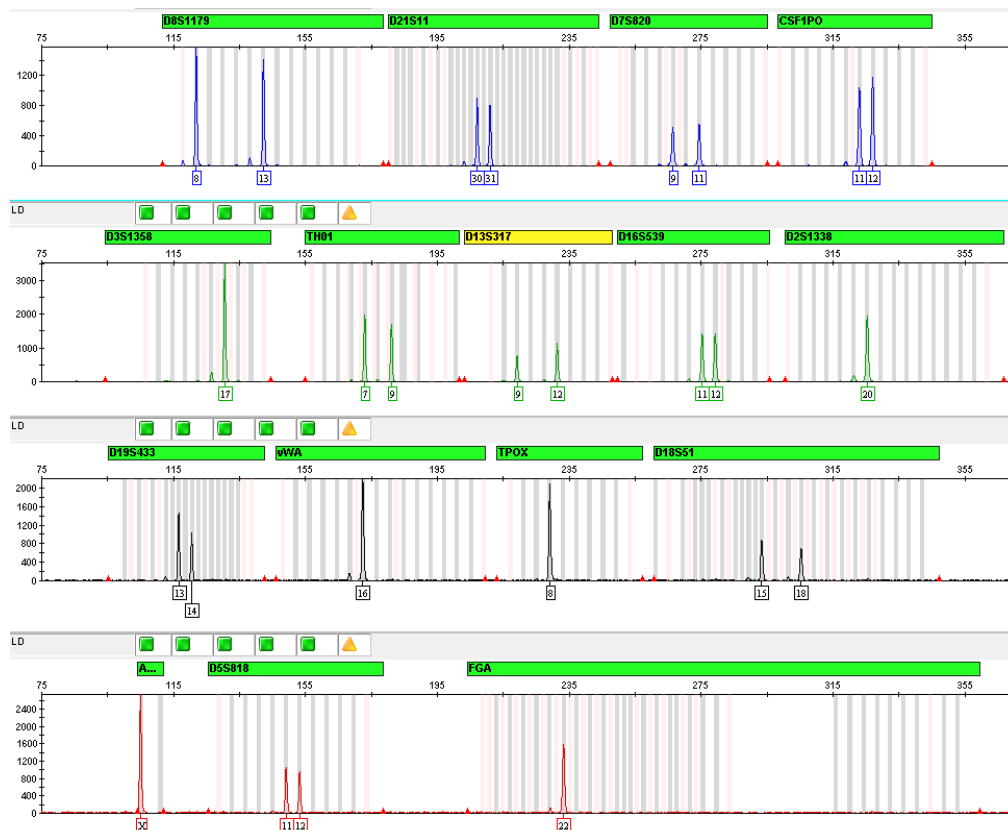 D8S1179 D21S11 D7S820 CSF1PO
75 115 155 195 235 275 315 355
1200
800
400
0
8 13 30 31 9 11 11 12
LD
D3S1358 TH01 D13S317 D16S539 D2S1338
75 115 155 195 235 275 315 355
3000
2000
1000
0
17 7 9 9 12 11 12 20
LD
D19S433 vWA TPOX D18S51
75 115 155 195 235 275 315 355
2000
1600
1200
800
400
0
13 16 8 15 18
14
LD
A... D5S818 FGA
75 115 155 195 235 275 315 355
2400
2000
1600
1200
800
400
0
X 11 12 22